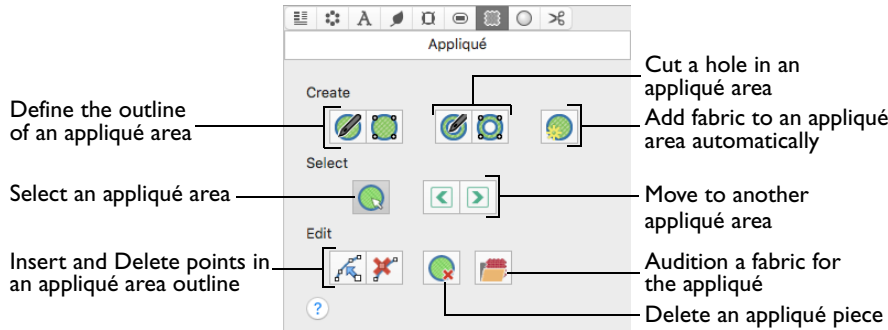 A
Appliqué
Cut a hole in an
appliqué area
Create
Define the outline
of an appliqué area
Add fabric to an appliqué
area automatically
Select
Select an appliqué area
Move to another
appliqué area
Edit
Insert and Delete points in
an appliqué area outline
Audition a fabric for
the appliqué
?
Delete an appliqué piece